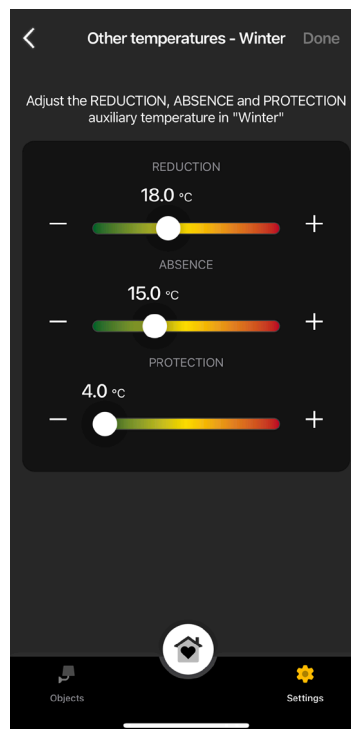 Other temperatures - Winter Done
Adjust the REDUCTION, ABSENCE and PROTECTION
auxiliary temperature in "Winter"
REDUCTION
18.0 °C
− +
ABSENCE
15.0 °C
− +
PROTECTION
4.0 °C
− +
Objects Settings